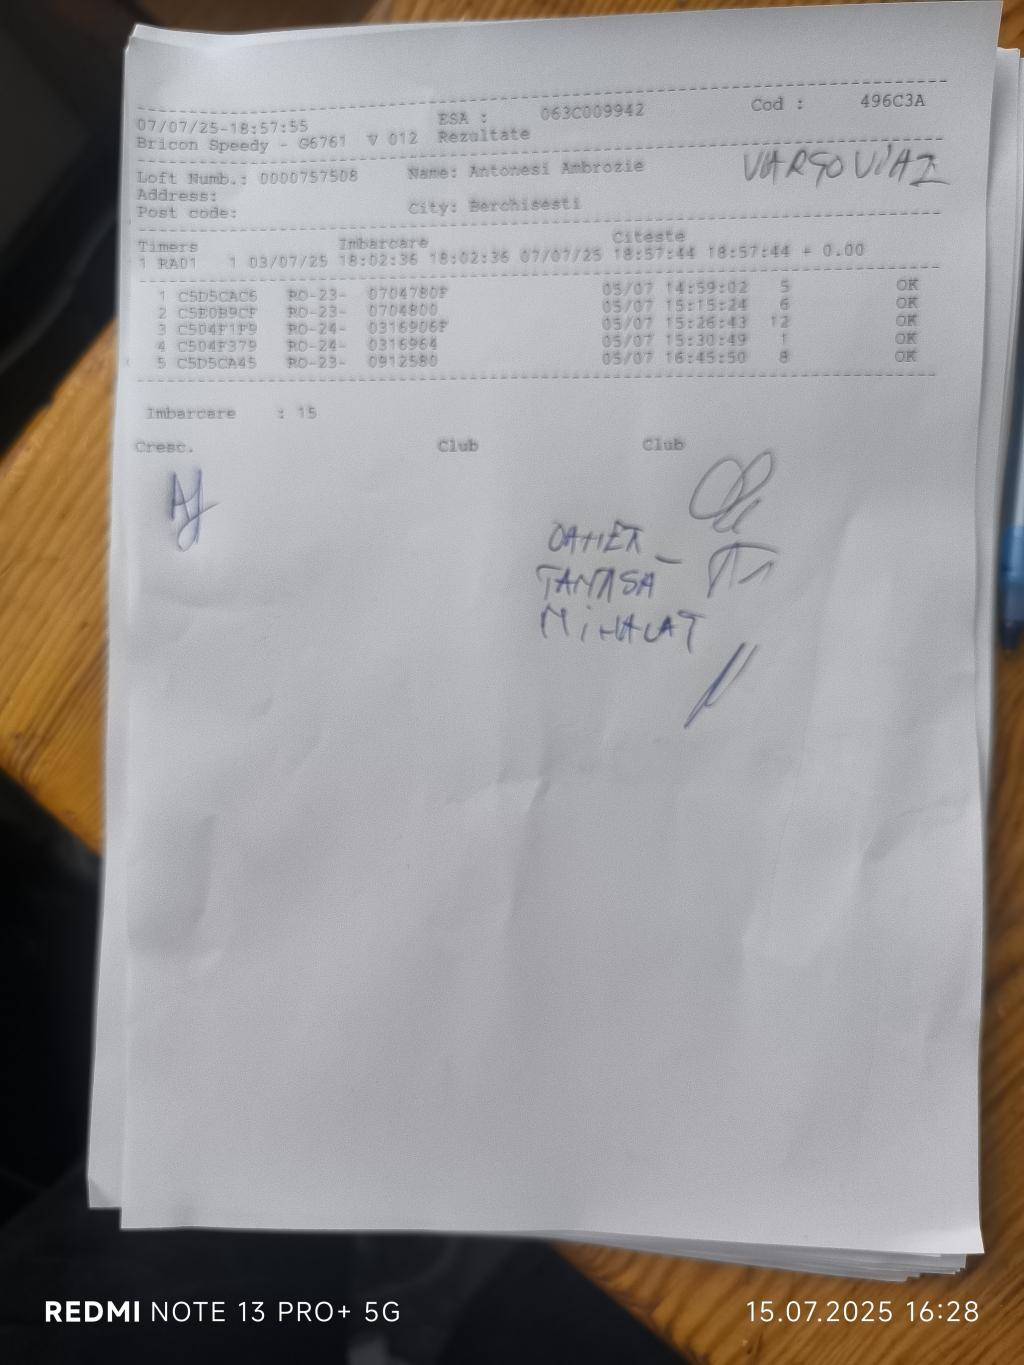 07/07/25-18:57:55 ESA : 063C009942 Cod : 496C3A
Bricon Speedy - G6761 V 012 Rezultate
Loft Numb.: 0000757508 Name: Antonesi Ambrozie
Address:
Post code: City: Berchisesti
Timers Imbarcare Citeste
1 RA01 1 03/07/25 18:02:36 18:02:36 07/07/25 18:57:44 18:57:44 + 0.00
1 C5D5CAC6 RO-23- 0704780F 05/07 14:59:02 5 OK
2 C5E0B9CF RO-23- 0704800 05/07 15:15:24 6 OK
3 C504F1F9 RO-24- 0316906F 05/07 15:26:43 12 OK
4 C504F379 RO-24- 0316964 05/07 15:30:49 1 OK
5 C5D5CA45 RO-23- 0912580 05/07 16:45:50 8 OK
Imbarcare : 15
Cresc. Club Club
TANASA
REDMI NOTE 13 PRO+ 5G 15.07.2025 16:28